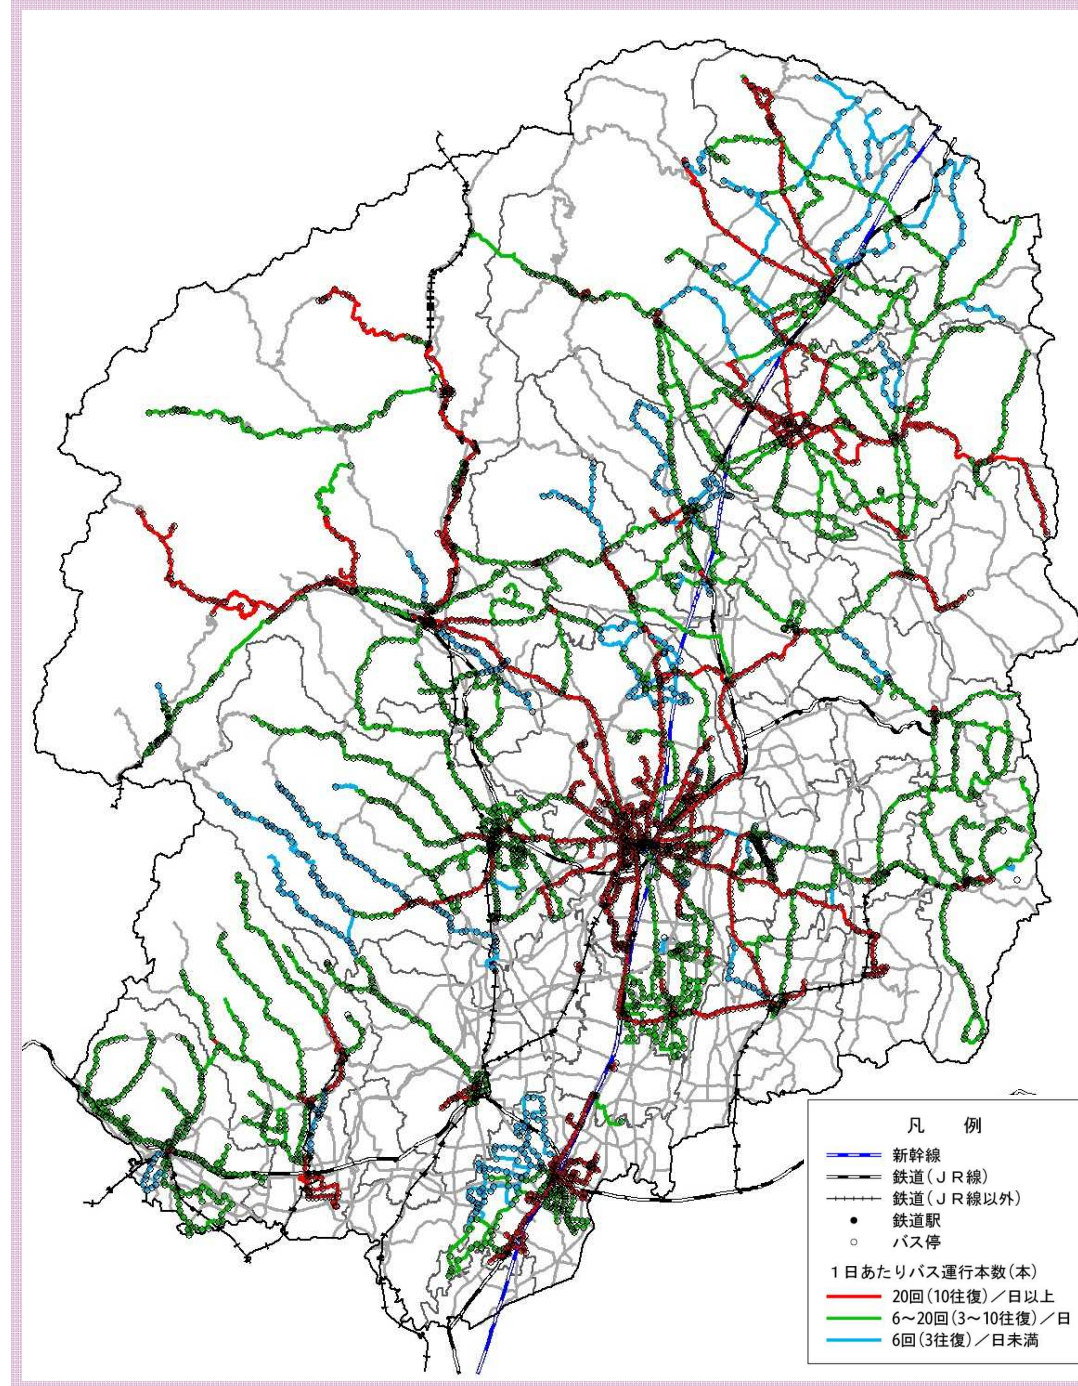 凡 例
新幹線
鉄道(JR線)
鉄道(JR線以外)
鉄道駅
バス停
1日あたりバス運行本数(本)
20回(10往復)/日以上
6～20回(3～10往復)/日
6回(3往復)/日未満